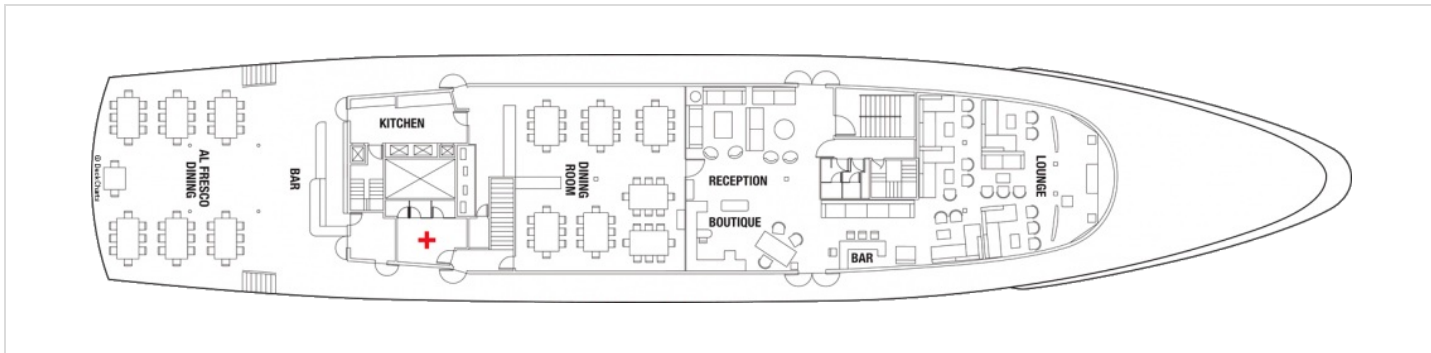 © DeckCharts
AL FRESCO
DINING
BAR
KITCHEN
DINING
ROOM
RECEPTION
BOUTIQUE
BAR
LOUNGE